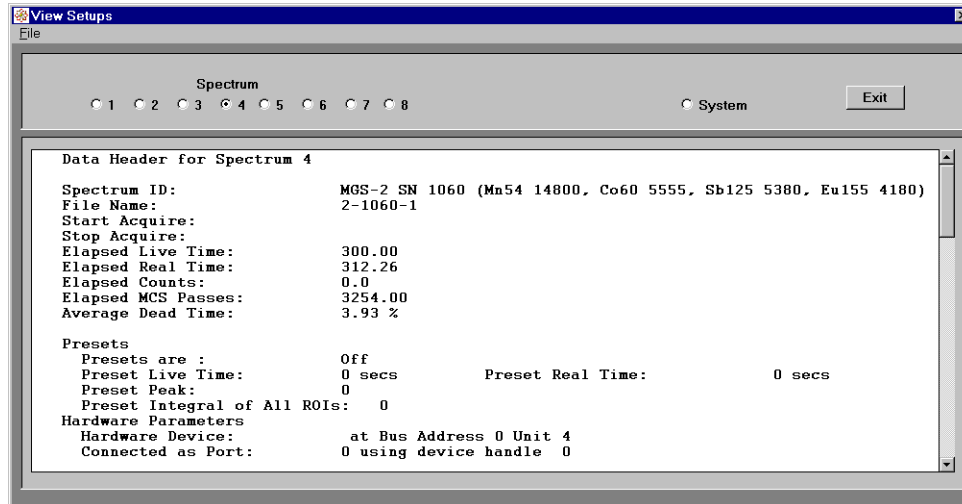 View Setups
File
Spectrum
1 2 3 4 5 6 7 8 System Exit
Data Header for Spectrum 4
Spectrum ID: MGS-2 SN 1060 (Mn54 14800, Co60 5555, Sb125 5380, Eu155 4180)
File Name: 2-1060-1
Start Acquire:
Stop Acquire:
Elapsed Live Time: 300.00
Elapsed Real Time: 312.26
Elapsed Counts: 0.0
Elapsed MCS Passes: 3254.00
Average Dead Time: 3.93 %
Presets
Presets are : Off
Preset Live Time: 0 secs Preset Real Time: 0 secs
Preset Peak: 0
Preset Integral of All ROIs: 0
Hardware Parameters
Hardware Device: at Bus Address 0 Unit 4
Connected as Port: 0 using device handle 0